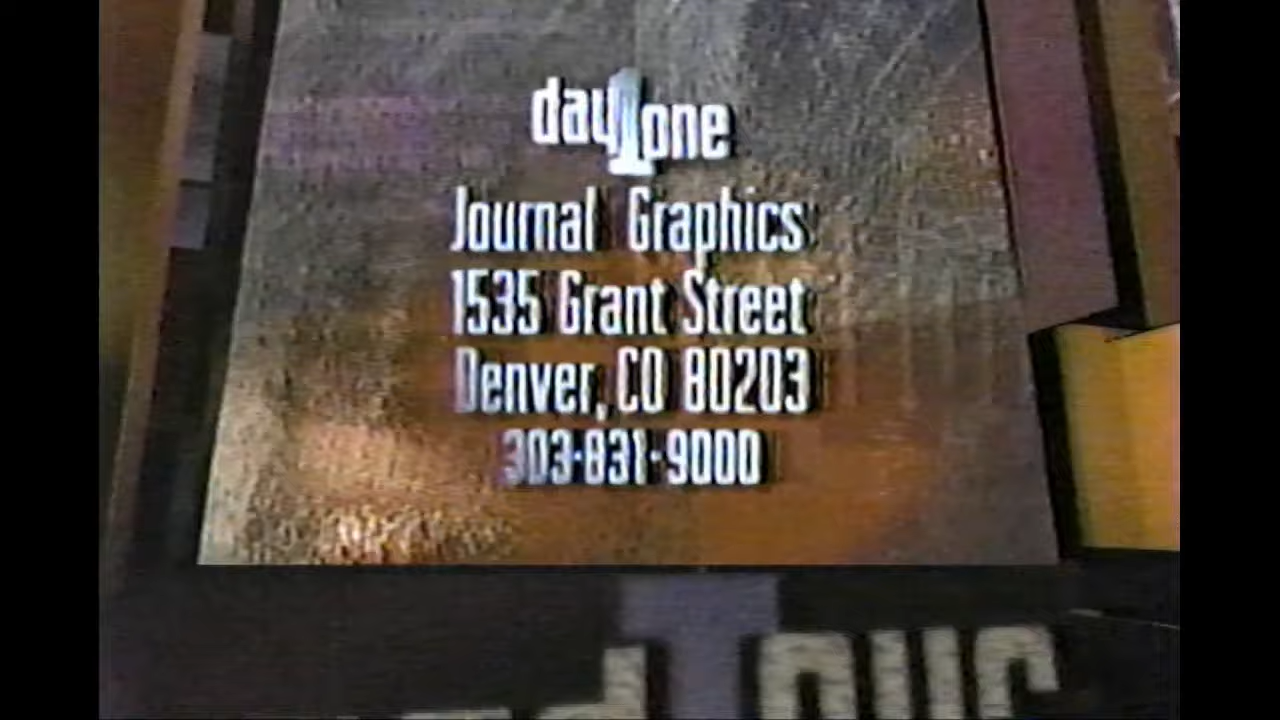 day1one
Journal Graphics
1535 Grant Street
Denver, CO 80203
303-831-9000